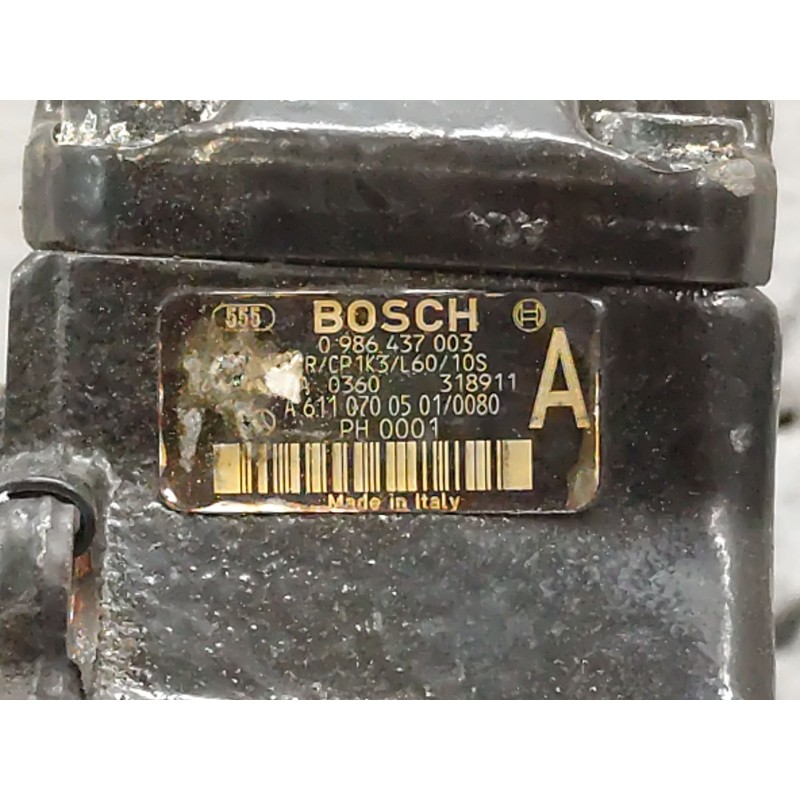 555 BOSCH
0 986 437 003
R/CP1K3/L60/10S
0360 318911 A
A 611 070 05 01/0080
PH 0001
Made in Italy